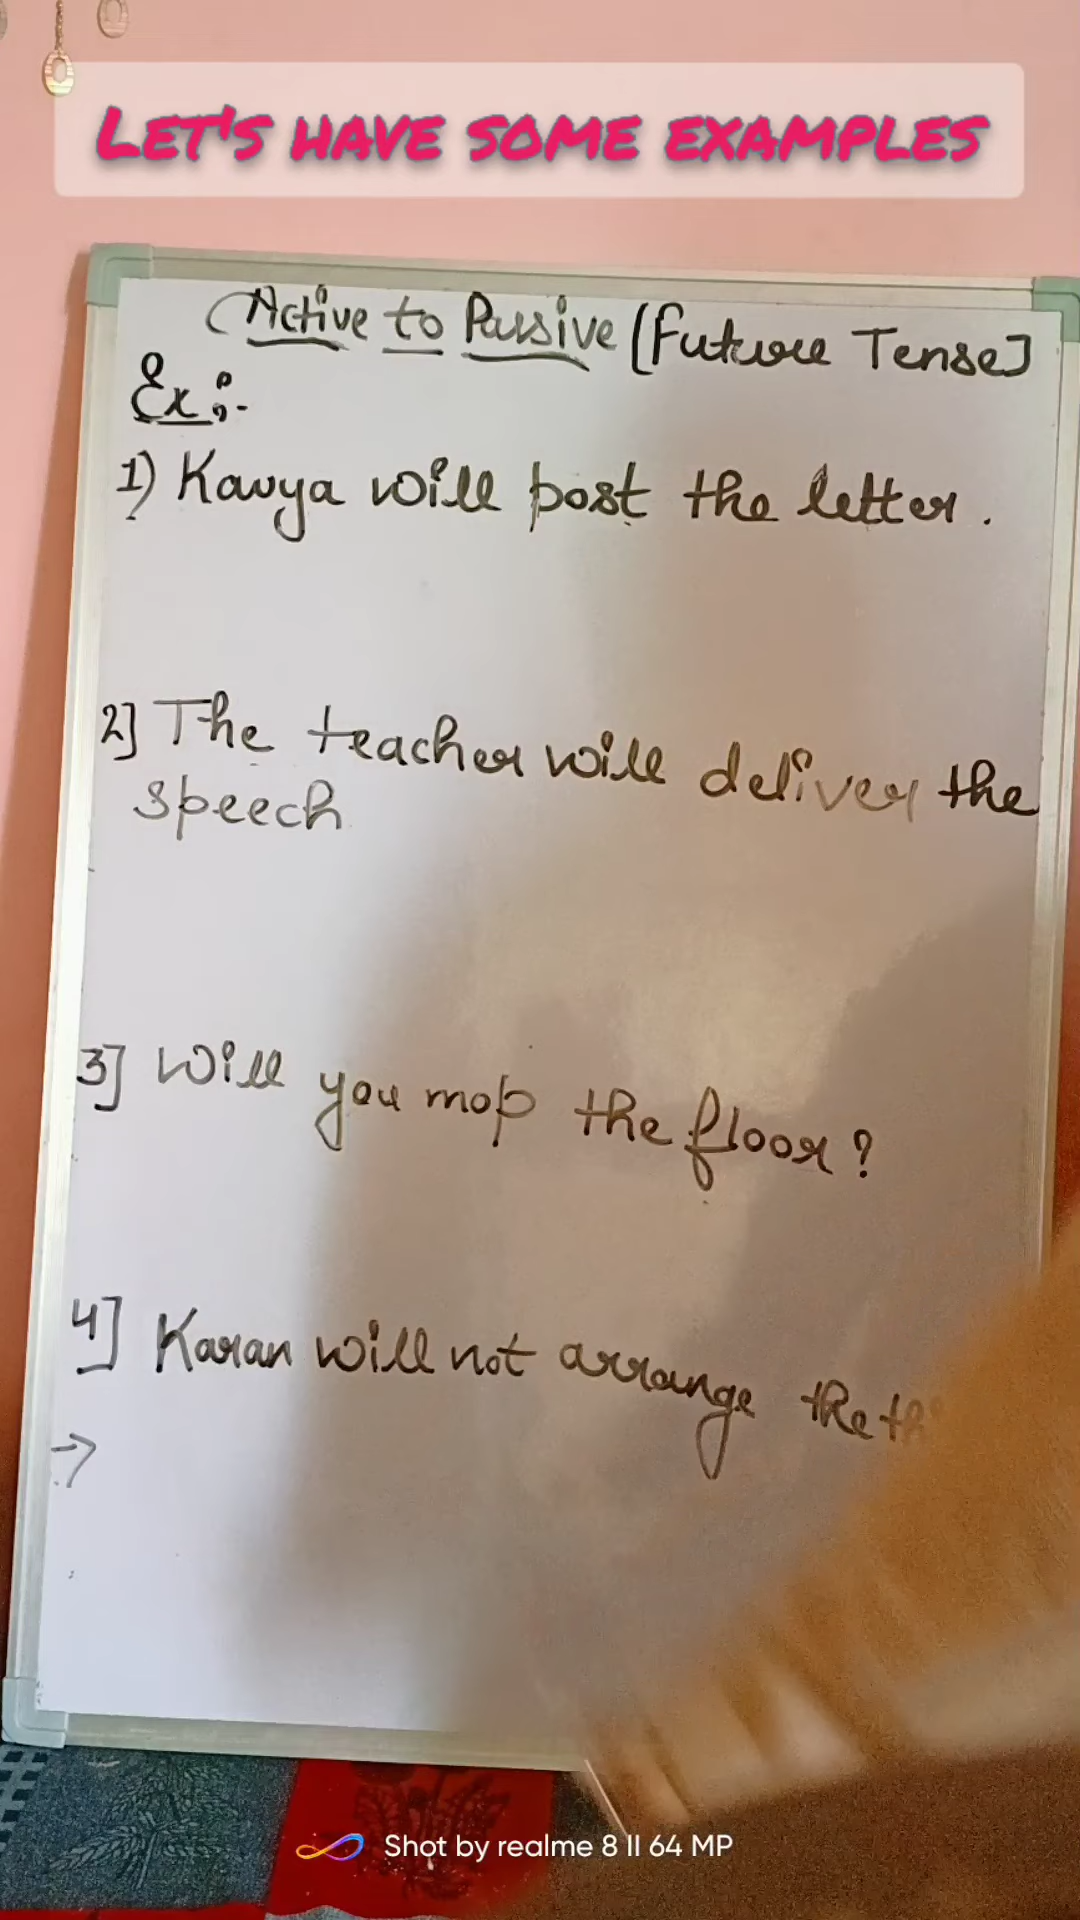 LET'S HAVE SOME EXAMPLES
Active to Passive [Future Tense]
Ex:-
1) Kavya will post the letter.
2] The teacher will deliver the
speech
3] Will you mop the floor?
4] Karan will not arrange the
→
Shot by realme 8 II 64 MP